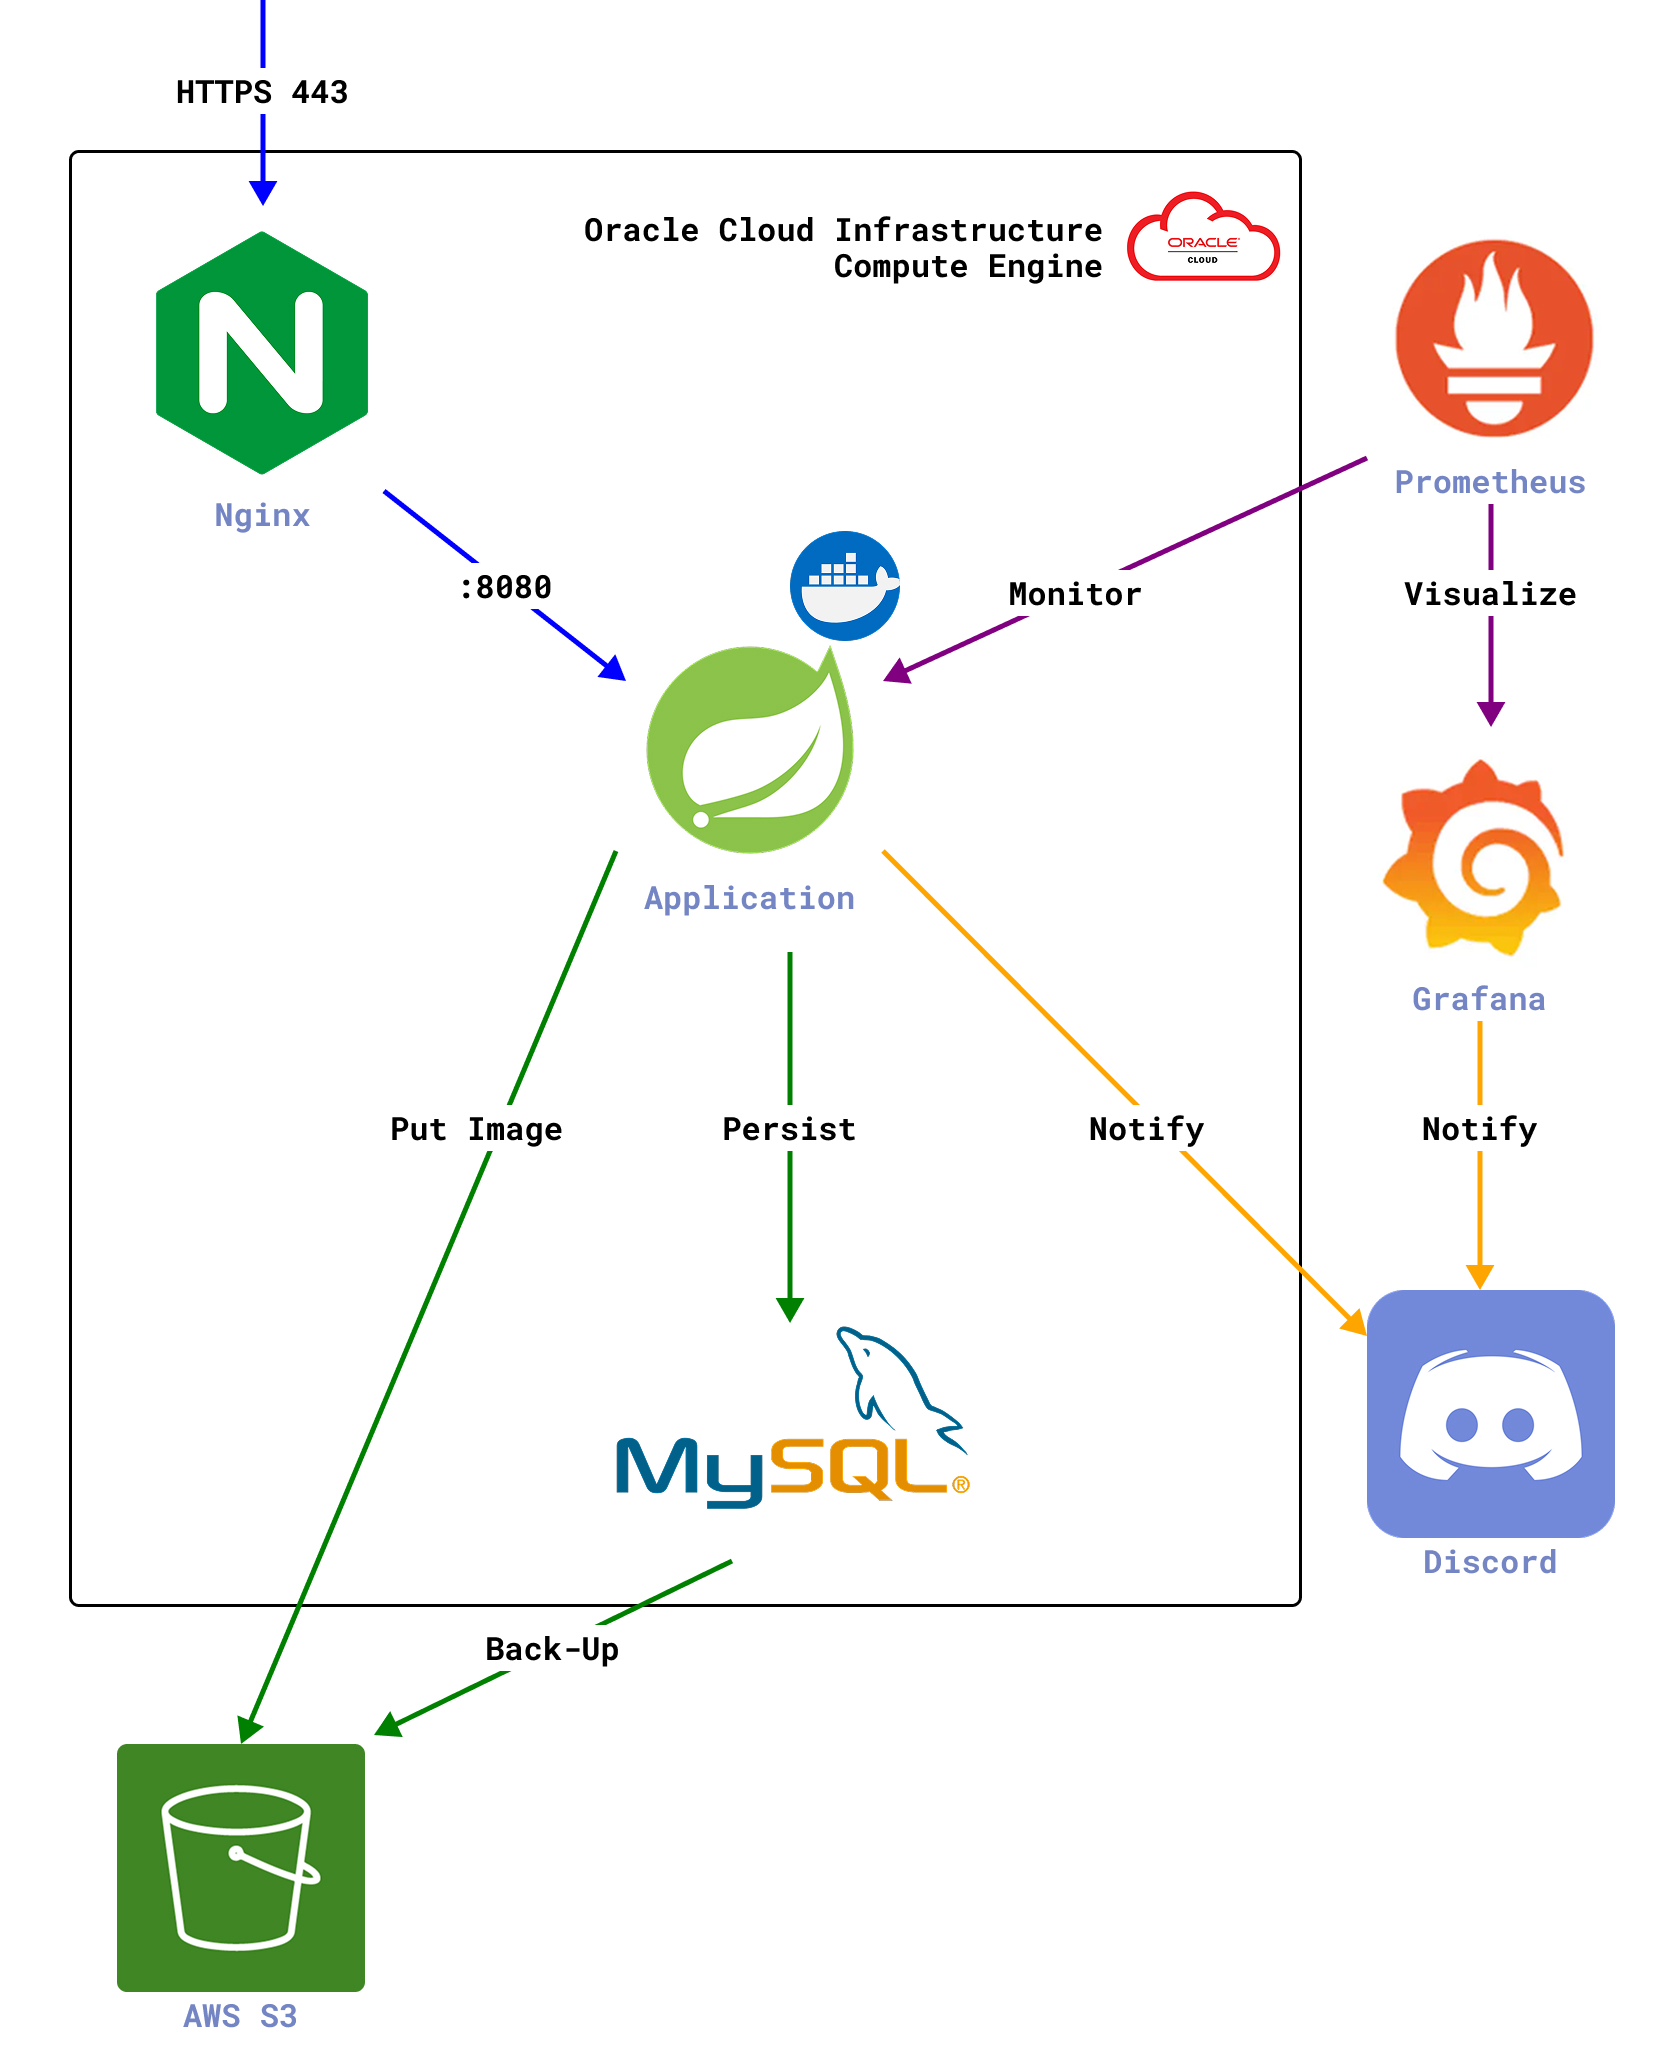 HTTPS 443
Oracle Cloud Infrastructure
Compute Engine
ORACLE
CLOUD
Prometheus
Nginx
:8080
Monitor
Visualize
Application
Grafana
Put Image
Persist
Notify
Notify
MySQL®
Discord
Back-Up
AWS S3